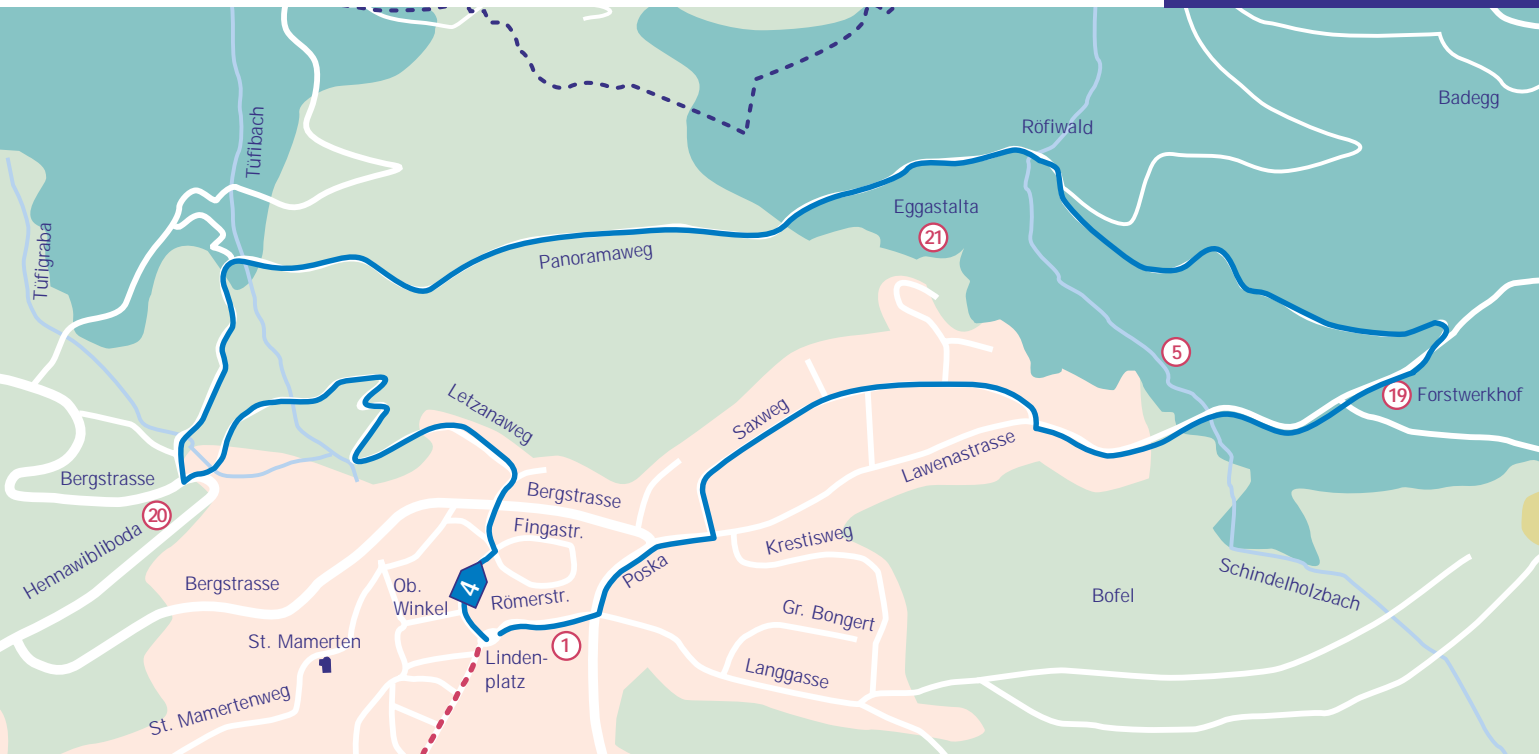 Badegg
Röfiwald
Tüfibach
Eggastalta
21
Tüfigraba
Panoramaweg
5
19 Forstwerkhof
Letzanaweg
Saxweg
Lawenastrasse
Bergstrasse
20
Hennawibliboda
Bergstrasse
Fingastr.
Krestisweg
Poska
Schindelholzbach
Bergstrasse
Ob.
Winkel
4
Römerstr.
Bofel
Gr. Bongert
St. Mamerten
1
Linden-
platz
Langgasse
St. Mamertenweg